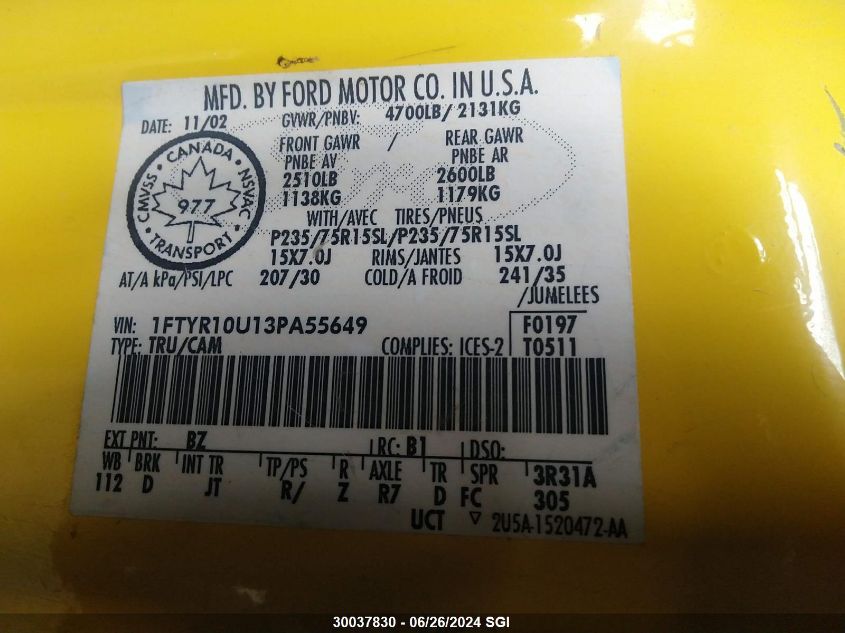 MFD. BY FORD MOTOR CO. IN U.S.A.
DATE: 11/02 GVWR/PNBV: 4700LB/ 2131KG
FRONT GAWR / REAR GAWR
PNBE AV PNBE AR
2510LB 2600LB
1138KG 1179KG
CMVSS • CANADA • NSVAC
977
• TRANSPORT •
WITH/AVEC TIRES/PNEUS
P235/75R15SL/P235/75R15SL
15X7.0J RIMS/JANTES 15X7.0J
AT/A kPa/PSI/LPC 207/30 COLD/A FROID 241/35
/JUMELEES
VIN: 1FTYR10U13PA55649 F0197
TYPE: TRU/CAM COMPLIES: ICES-2 T0511
EXT PNT: BZ RC: B1 DSO:
WB BRK INT TR TP/PS R AXLE TR SPR 3R31A
112 D JT R/ Z R7 D FC 305
UCT ▽ 2U5A-1520472-AA
30037830 - 06/26/2024 SGI